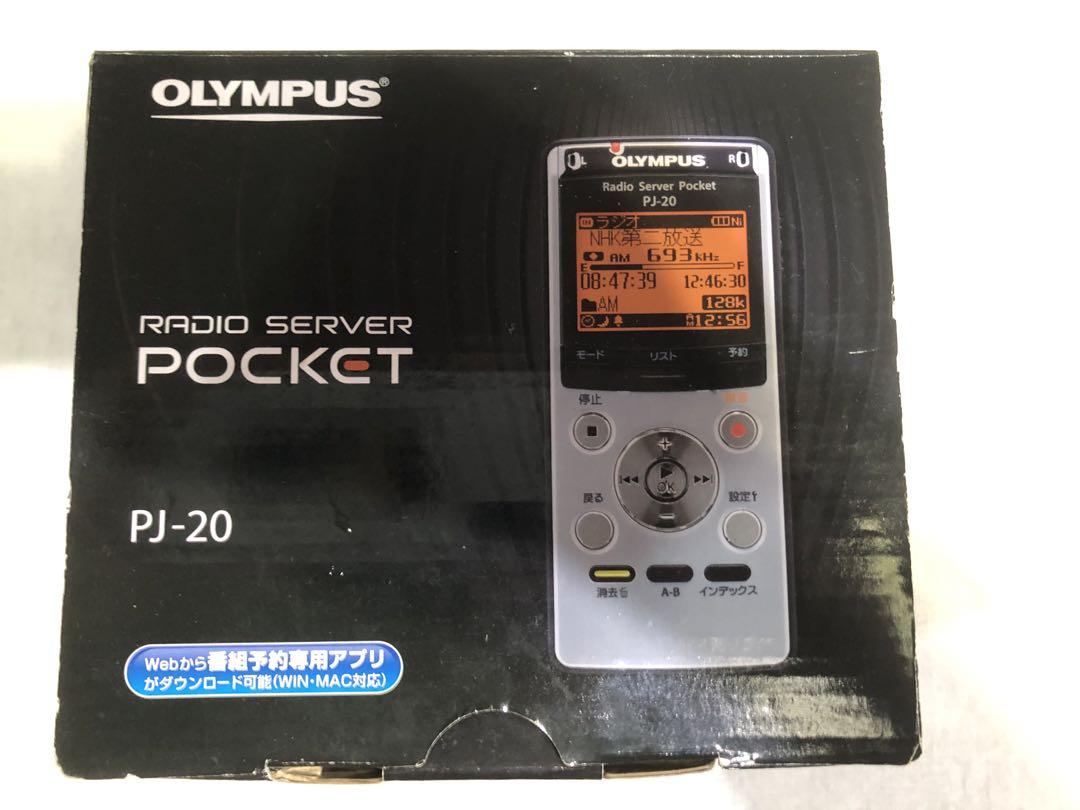 OLYMPUS®
RADIO SERVER
POCKET
PJ-20
Webから番組予約専用アプリ
がダウンロード可能(WIN・MAC対応)
L OLYMPUS R
Radio Server Pocket
PJ-20
ラジオ Ni
NHK第二放送
AM 693kHz
E F
08:47:39 12:46:30
AM 128k
AM 12:56
モード リスト 予約
停止 録音
+
OK
−
戻る 設定
消去 A-B インデックス